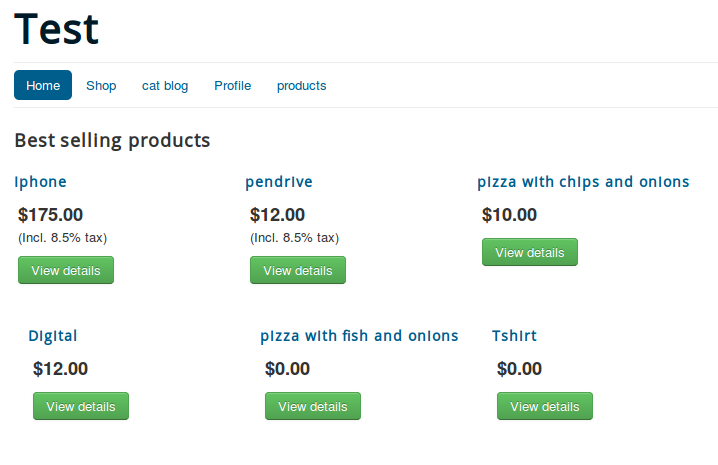 Test
Home Shop cat blog Profile products
Best selling products
iphone pendrive pizza with chips and onions
$175.00 $12.00 $10.00
(Incl. 8.5% tax) (Incl. 8.5% tax)
View details View details View details
Digital pizza with fish and onions Tshirt
$12.00 $0.00 $0.00
View details View details View details